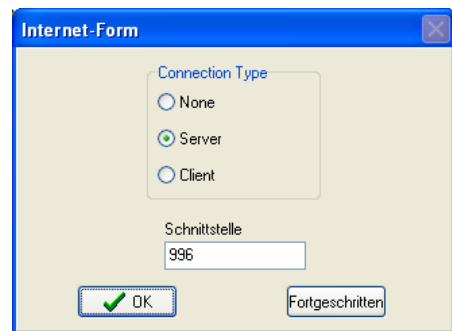 Internet-Form
Connection Type
None
Server
Client
Schnittstelle
996
OK
Fortgeschritten